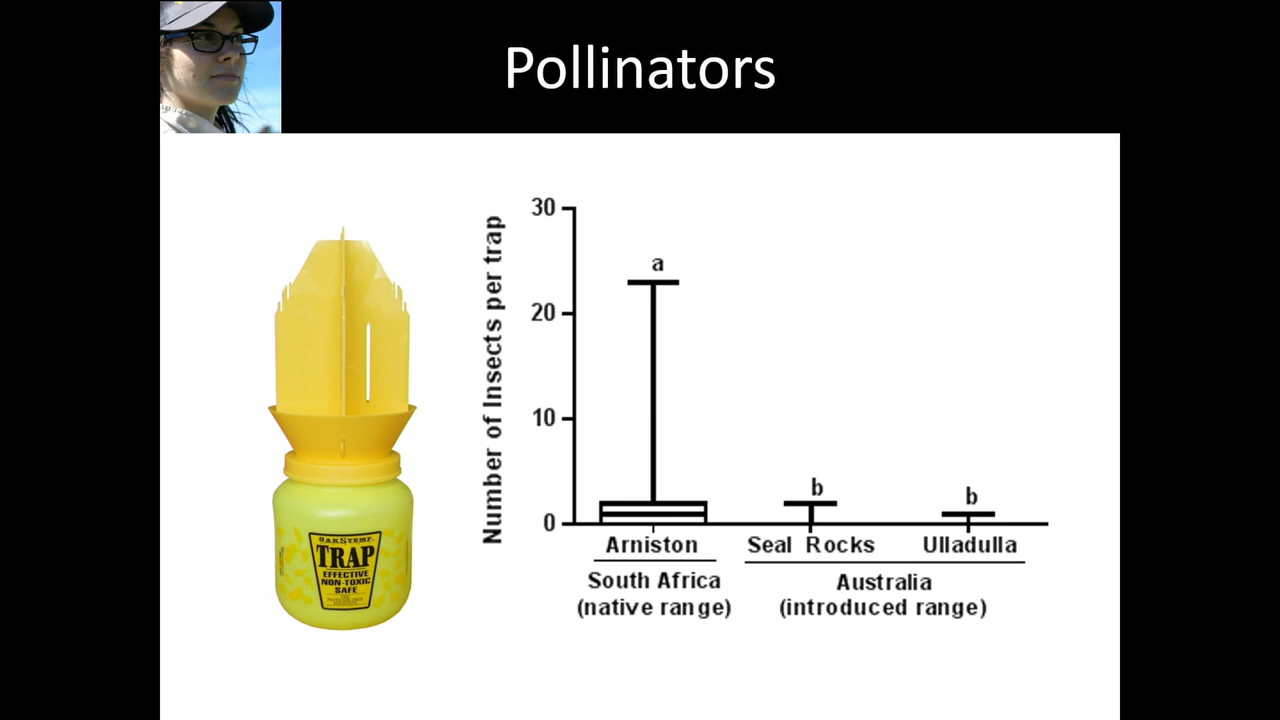 Pollinators
Number of insects per trap
30
20
10
0
a
b
b
Arniston
Seal Rocks
Ulladulla
South Africa
(native range)
Australia
(introduced range)
OAKSTUMP
TRAP
EFFECTIVE
NON-TOXIC
SAFE